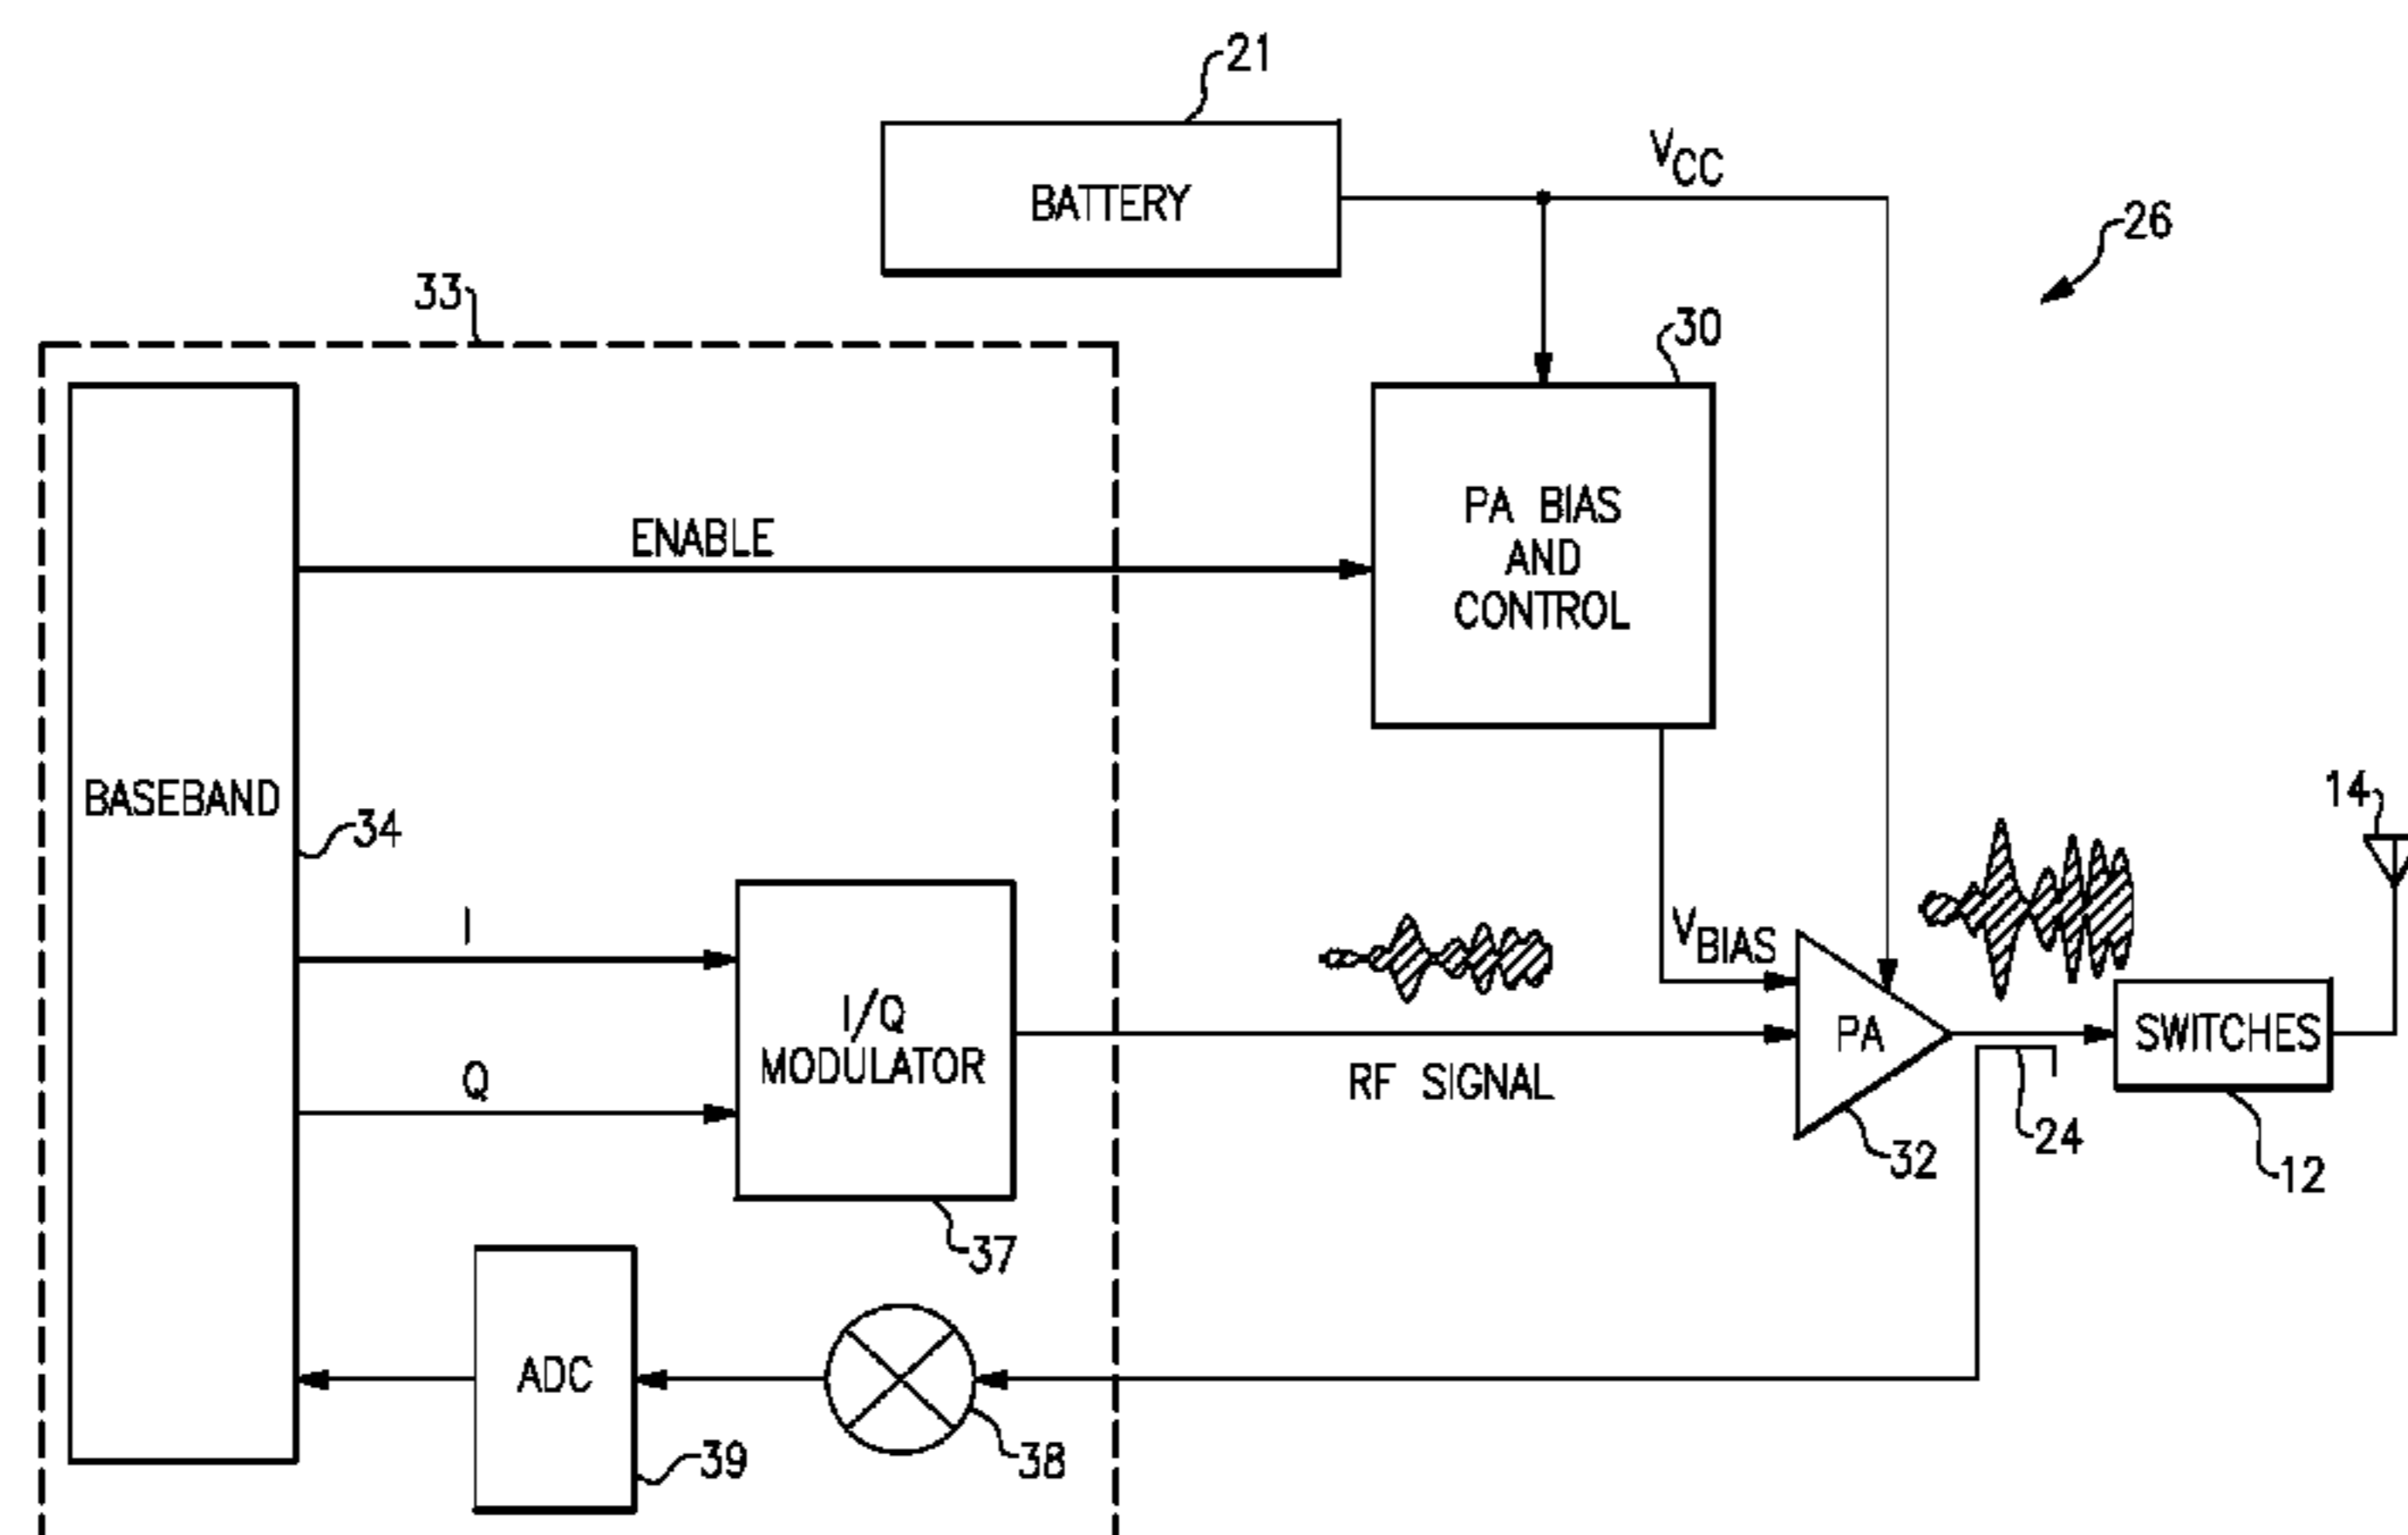 21
BATTERY
VCC
26
33
30
PA BIAS
AND
CONTROL
ENABLE
BASEBAND
34
14
I
I/Q
MODULATOR
VBIAS
PA
SWITCHES
Q
RF SIGNAL
24
32
12
37
ADC
39
38